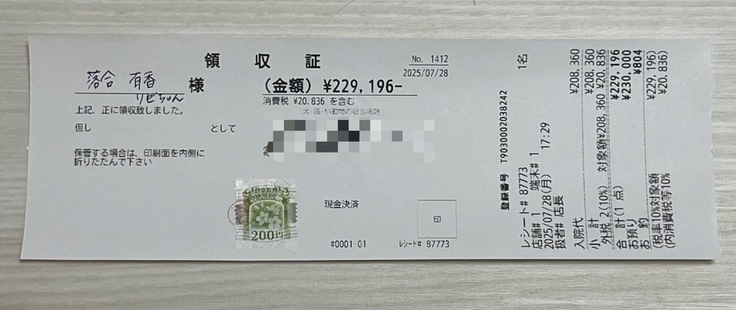 領収証
No. 1412
2025/07/28
落合 有香 様
リビちゃん
(金額) ¥229,196-
消費税 ¥20,836 を含む
上記、正に領収致しました。
但し として
保管する場合は、印刷面を内側に
折りたたんで下さい
200円
現金決済
印
#0001-01 レシート# 87773
1名
登録番号 T9030002038242
レシート# 87773
店舗# 1 端末# 1
2025/07/28(月) 17:29
扱者# 店長
入院代 ¥208,360
小 計 ¥208,360
外税 2(10%) 対象額¥208,360 ¥20,836
合 計(1 点) ¥229,196
お預り ¥230,000
お 釣 ¥804
(税率10%対象額 ¥229,196)
(内消費税等10% ¥20,836)